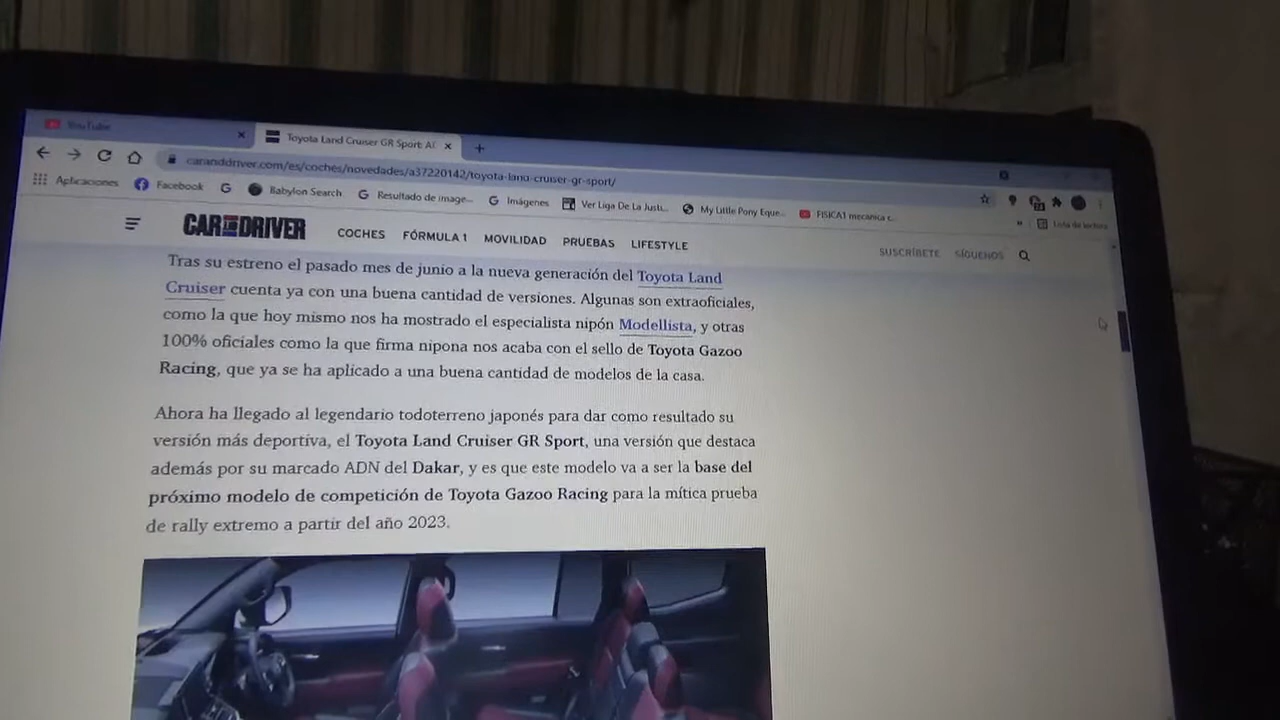 YouTube
Toyota Land Cruiser GR Sport: Al
caranddriver.com/es/coches/novedades/a37220142/toyota-land-cruiser-gr-sport/
Aplicaciones Facebook Babylon Search Resultado de image... Imágenes Ver Liga De La Justi... My Little Pony Eque... FISICA1 mecanica c... Lista de lectura
CAR AND DRIVER COCHES FÓRMULA 1 MOVILIDAD PRUEBAS LIFESTYLE SUSCRÍBETE SÍGUENOS
Tras su estreno el pasado mes de junio a la nueva generación del Toyota Land
Cruiser cuenta ya con una buena cantidad de versiones. Algunas son extraoficiales,
como la que hoy mismo nos ha mostrado el especialista nipón Modellista, y otras
100% oficiales como la que firma nipona nos acaba con el sello de Toyota Gazoo
Racing, que ya se ha aplicado a una buena cantidad de modelos de la casa.
Ahora ha llegado al legendario todoterreno japonés para dar como resultado su
versión más deportiva, el Toyota Land Cruiser GR Sport, una versión que destaca
además por su marcado ADN del Dakar, y es que este modelo va a ser la base del
próximo modelo de competición de Toyota Gazoo Racing para la mítica prueba
de rally extremo a partir del año 2023.